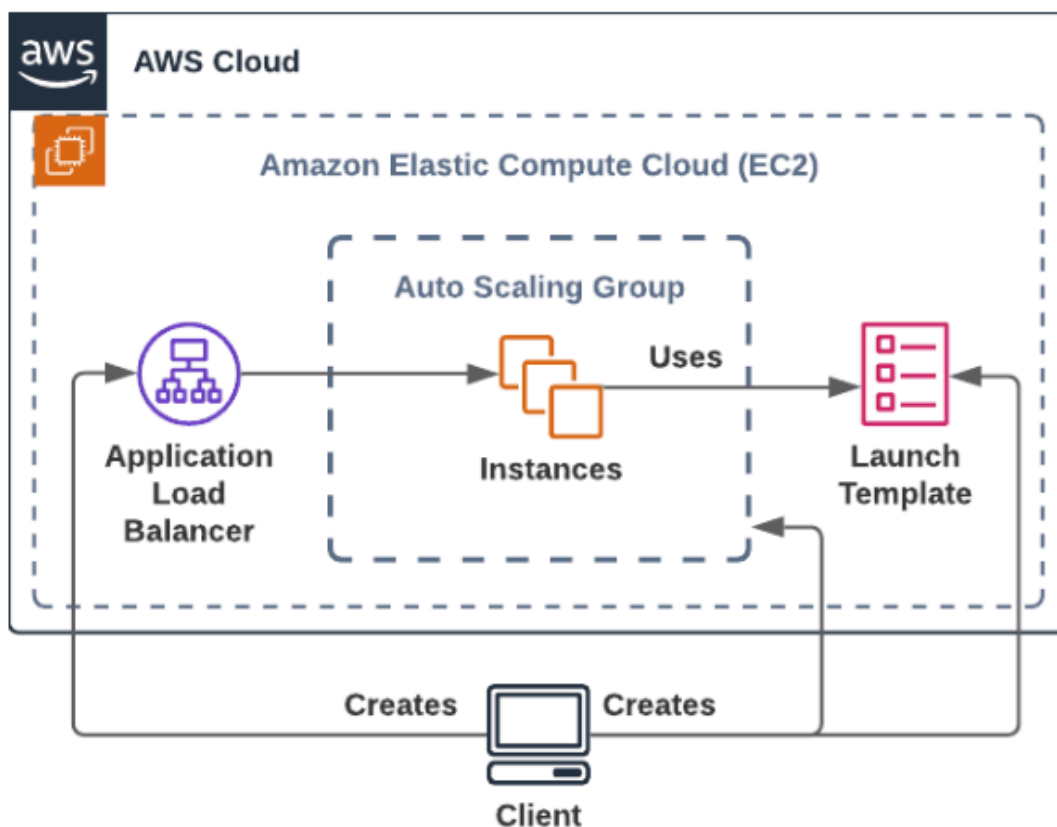 aws
AWS Cloud
Amazon Elastic Compute Cloud (EC2)
Auto Scaling Group
Uses
Application
Load
Balancer
Instances
Launch
Template
Creates
Creates
Client